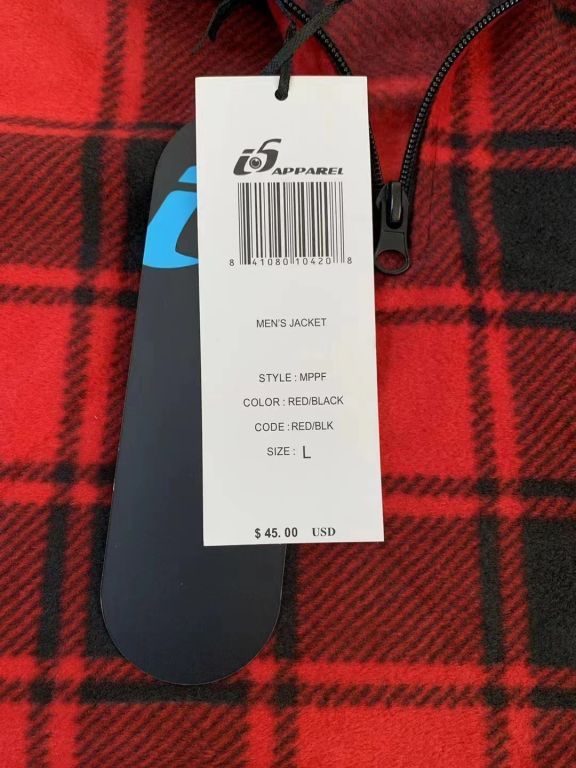 i5 APPAREL
8 41080 10420 8
MEN'S JACKET
STYLE : MPPF
COLOR : RED/BLACK
CODE : RED/BLK
SIZE : L
$ 45.00 USD